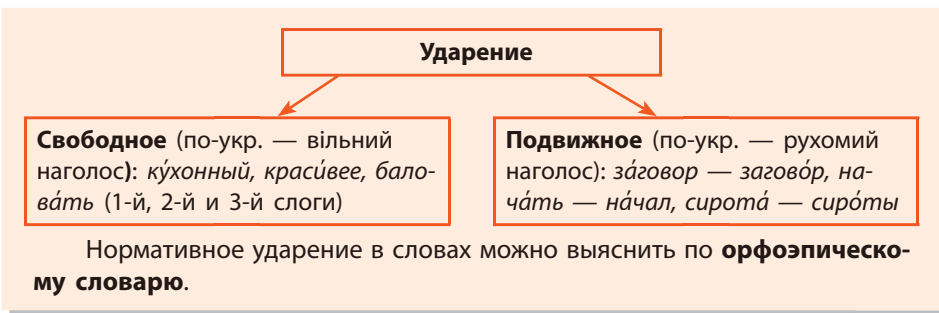 Ударение
Свободное (по-укр. — вільний
наголос): ку́хонный, краси́вее, бало-
ва́ть (1-й, 2-й и 3-й слоги)
Подвижное (по-укр. — рухомий
наголос): за́говор — загово́р, на-
ча́ть — на́чал, сирота́ — сиро́ты
Нормативное ударение в словах можно выяснить по орфоэпическо-
му словарю.